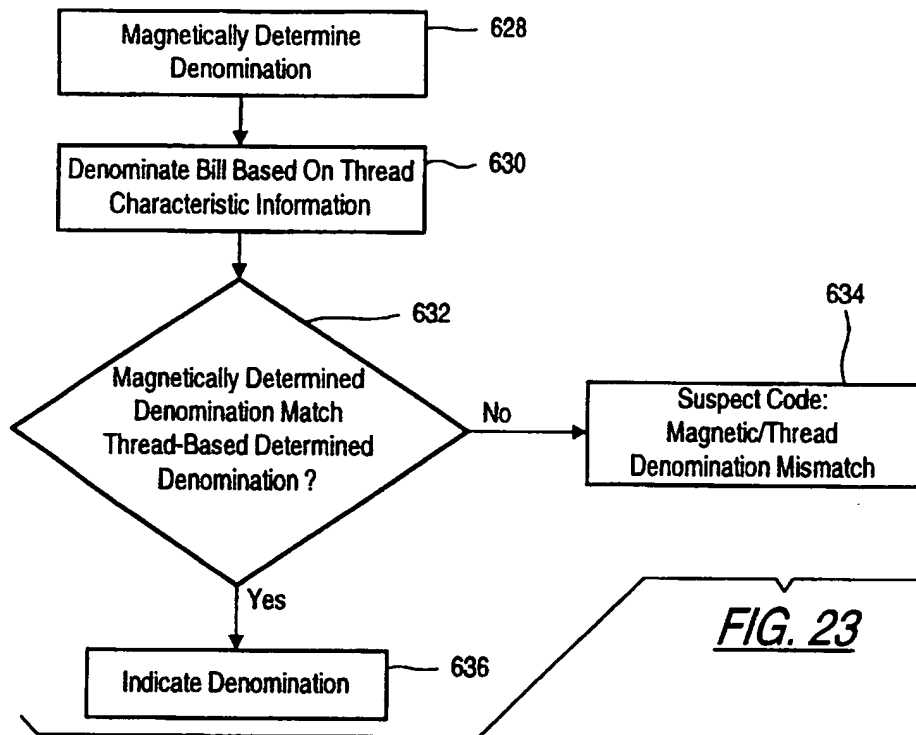 Magnetically Determine
Denomination
628
Denominate Bill Based On Thread
Characteristic Information
630
632
Magnetically Determined
Denomination Match
Thread-Based Determined
Denomination ?
No
634
Suspect Code:
Magnetic/Thread
Denomination Mismatch
Yes
Indicate Denomination
636
FIG. 23